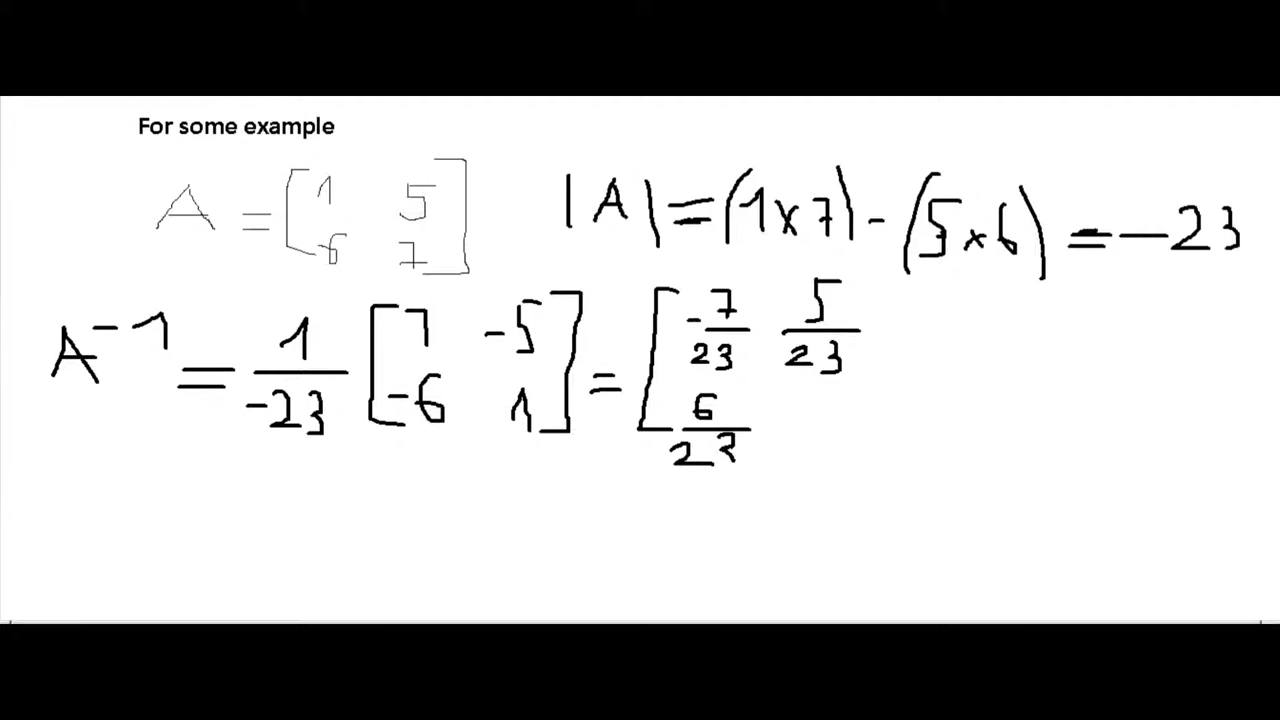 For some example
A = [1 5   |A| = (1x7) - (5x6) = -23
6 7]
A⁻¹ = 1/-23 [7 -5 = [-7/23 5/23
-6 1] 6/23